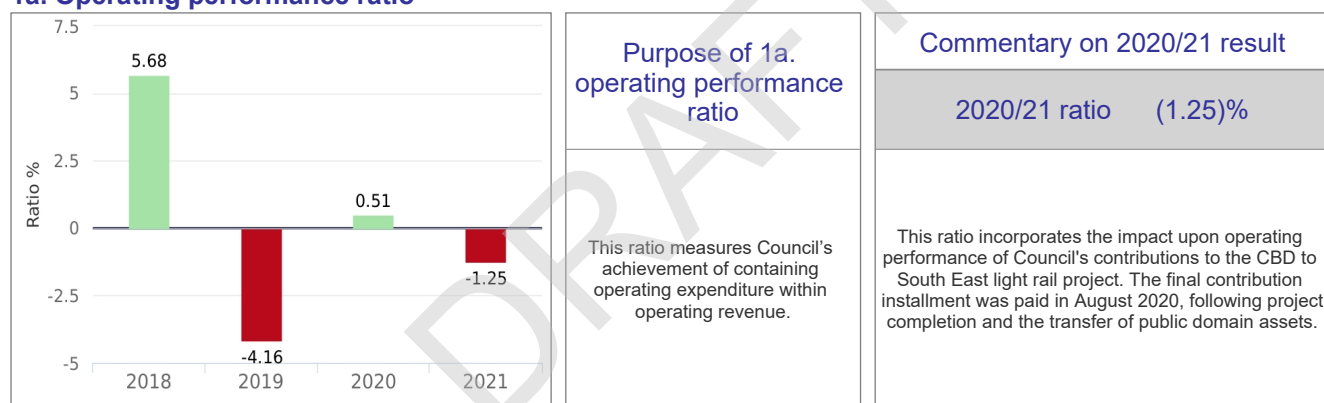 1a. Operating performance ratio
7.5
5
2.5
0
-2.5
-5
Ratio %
5.68
-4.16
0.51
-1.25
2018 2019 2020 2021
Purpose of 1a.
operating performance
ratio
This ratio measures Council's
achievement of containing
operating expenditure within
operating revenue.
Commentary on 2020/21 result
2020/21 ratio (1.25)%
This ratio incorporates the impact upon operating
performance of Council's contributions to the CBD to
South East light rail project. The final contribution
installment was paid in August 2020, following project
completion and the transfer of public domain assets.
DRAFT